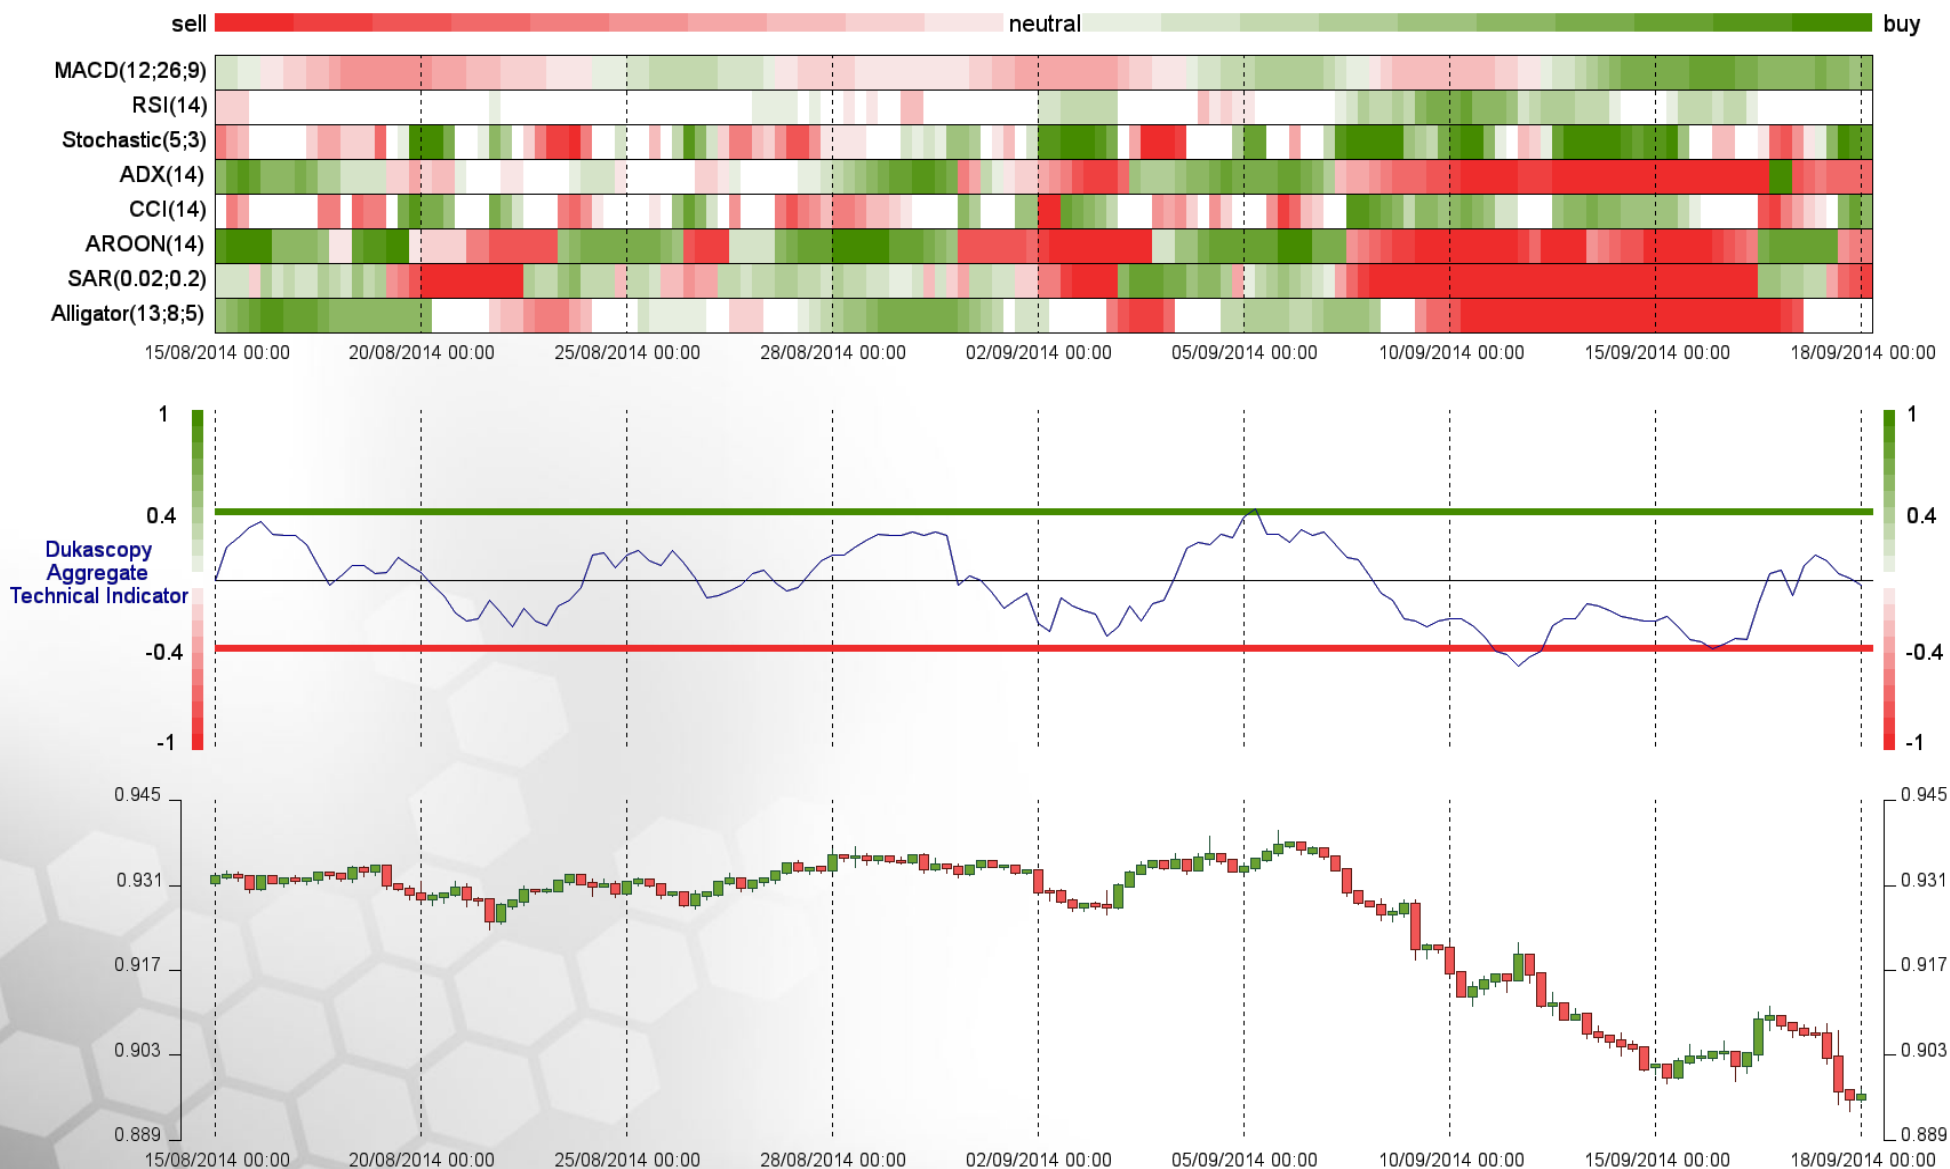 sell neutral buy
MACD(12;26;9)
RSI(14)
Stochastic(5;3)
ADX(14)
CCI(14)
AROON(14)
SAR(0.02;0.2)
Alligator(13;8;5)
15/08/2014 00:00 20/08/2014 00:00 25/08/2014 00:00 28/08/2014 00:00 02/09/2014 00:00 05/09/2014 00:00 10/09/2014 00:00 15/09/2014 00:00 18/09/2014 00:00
1 1
0.4 0.4
Dukascopy
Aggregate
Technical Indicator
-0.4 -0.4
-1 -1
0.945 0.945
0.931 0.931
0.917 0.917
0.903 0.903
0.889 0.889
15/08/2014 00:00 20/08/2014 00:00 25/08/2014 00:00 28/08/2014 00:00 02/09/2014 00:00 05/09/2014 00:00 10/09/2014 00:00 15/09/2014 00:00 18/09/2014 00:00